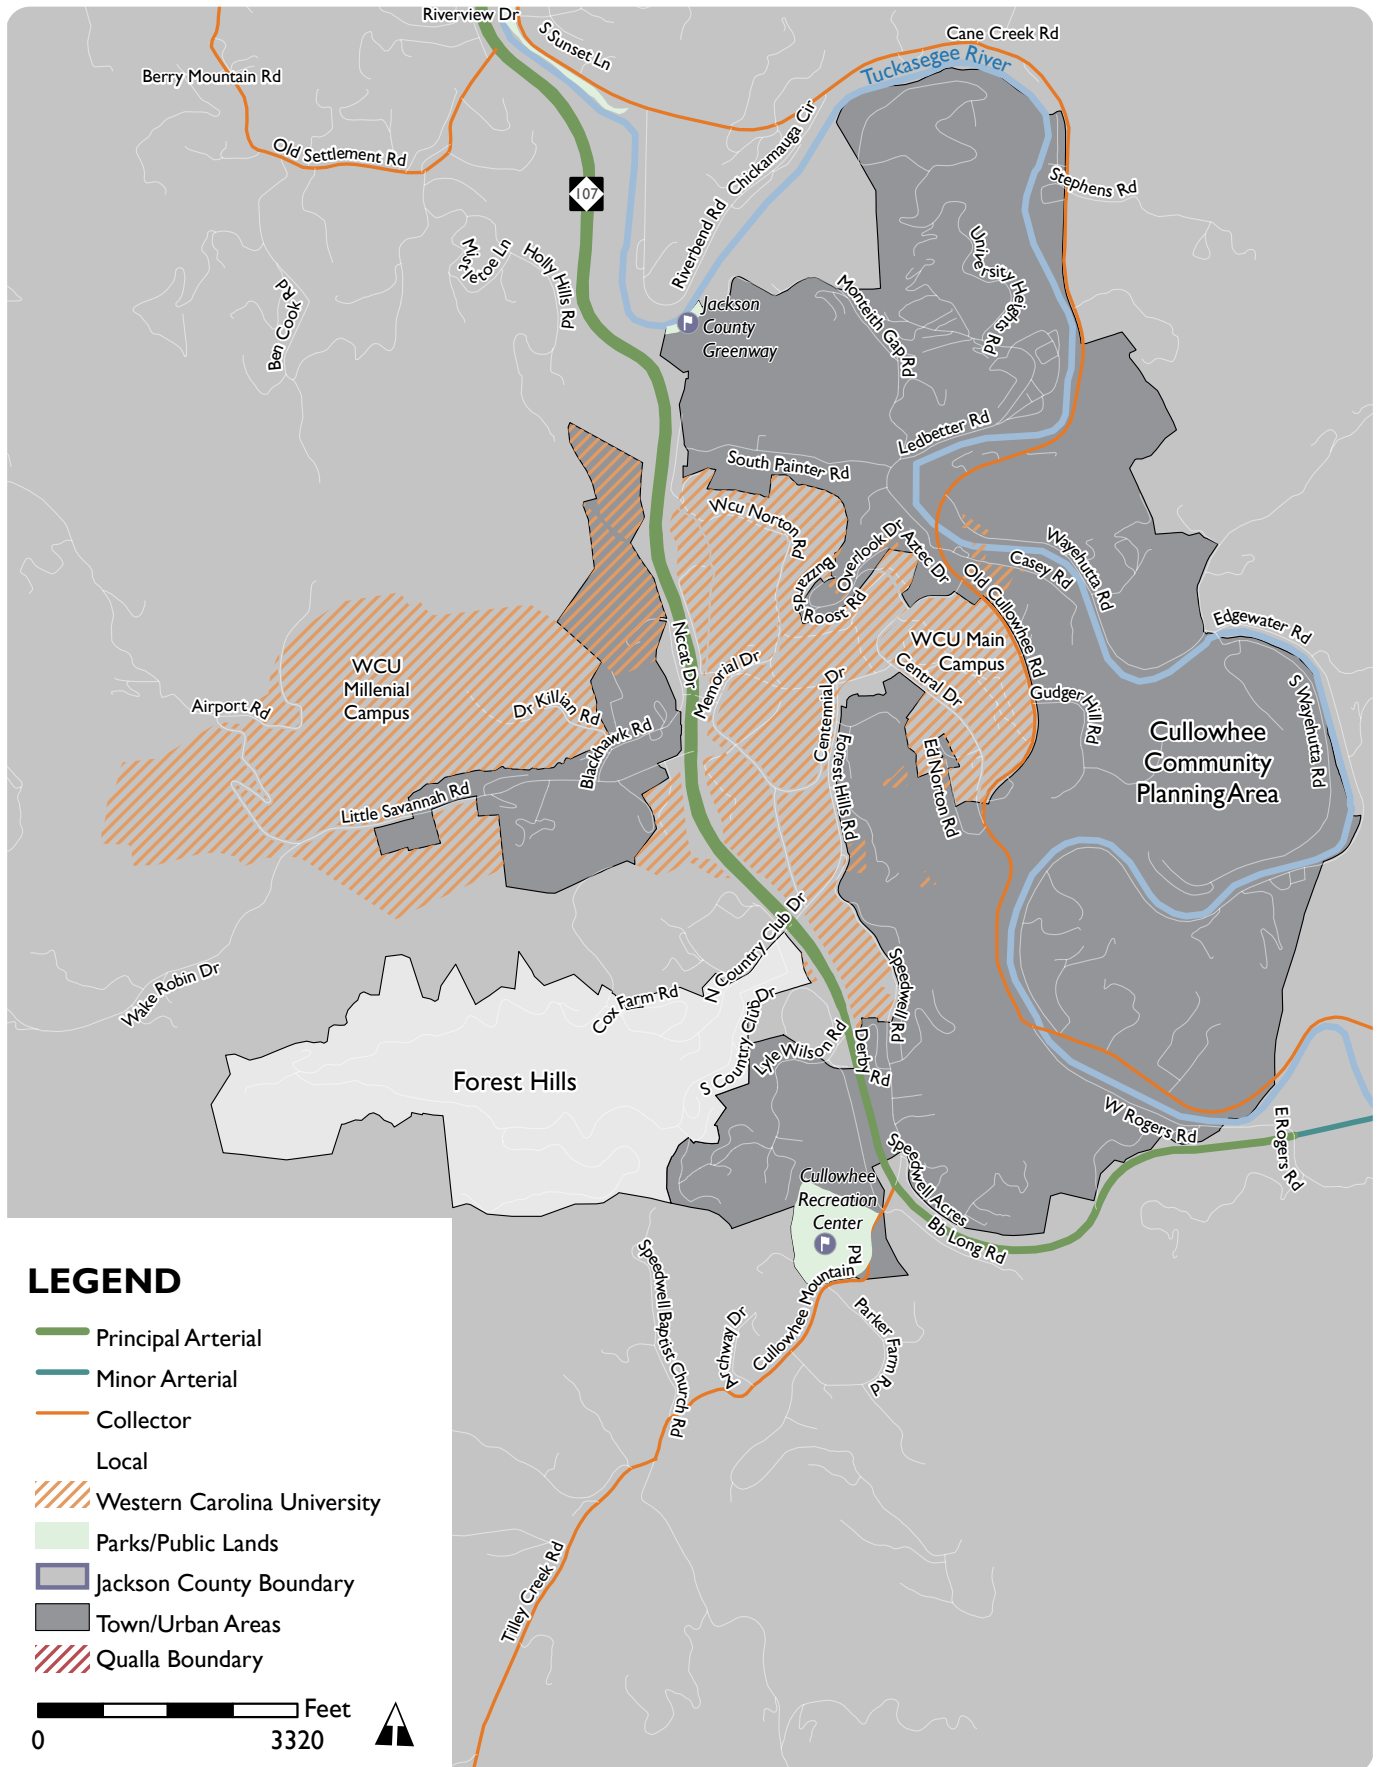 Riverview Dr
S Sunset Ln
Cane Creek Rd
Tuckasegee River
Berry Mountain Rd
Old Settlement Rd
Chickamauga Cir
107
Stephens Rd
Riverbend Rd
Mistletoe Ln
Holly Hills Rd
University Heights Rd
Ben Cook Rd
Monteith Gap Rd
Jackson
County
Greenway
Ledbetter Rd
South Painter Rd
Wcu Norton Rd
Overlook Dr
Aztec Dr
Buzzards Roost Rd
Casey Rd
Wayehutta Rd
Old Cullowhee Rd
Edgewater Rd
WCU Main
Campus
Nccat Dr
Memorial Dr
Central Dr
Centennial Dr
Gudger Hill Rd
S Wayehutta Rd
WCU
Millenial
Campus
Airport Rd
Dr Killian Rd
Blackhawk Rd
Forest Hills Rd
Ed Norton Rd
Cullowhee
Community
Planning Area
Little Savannah Rd
N Country Club Dr
Speedwell Rd
Wake Robin Dr
Cox Farm Rd
S Country Club Dr
Lyle Wilson Rd
Derby Rd
Forest Hills
W Rogers Rd
E Rogers Rd
Speedwell Acres
Bb Long Rd
Cullowhee
Recreation
Center
Cullowhee Mountain Rd
Speedwell Baptist Church Rd
Archway Dr
Parker Farm Rd
Tilley Creek Rd
LEGEND
Principal Arterial
Minor Arterial
Collector
Local
Western Carolina University
Parks/Public Lands
Jackson County Boundary
Town/Urban Areas
Qualla Boundary
Feet
0 3320